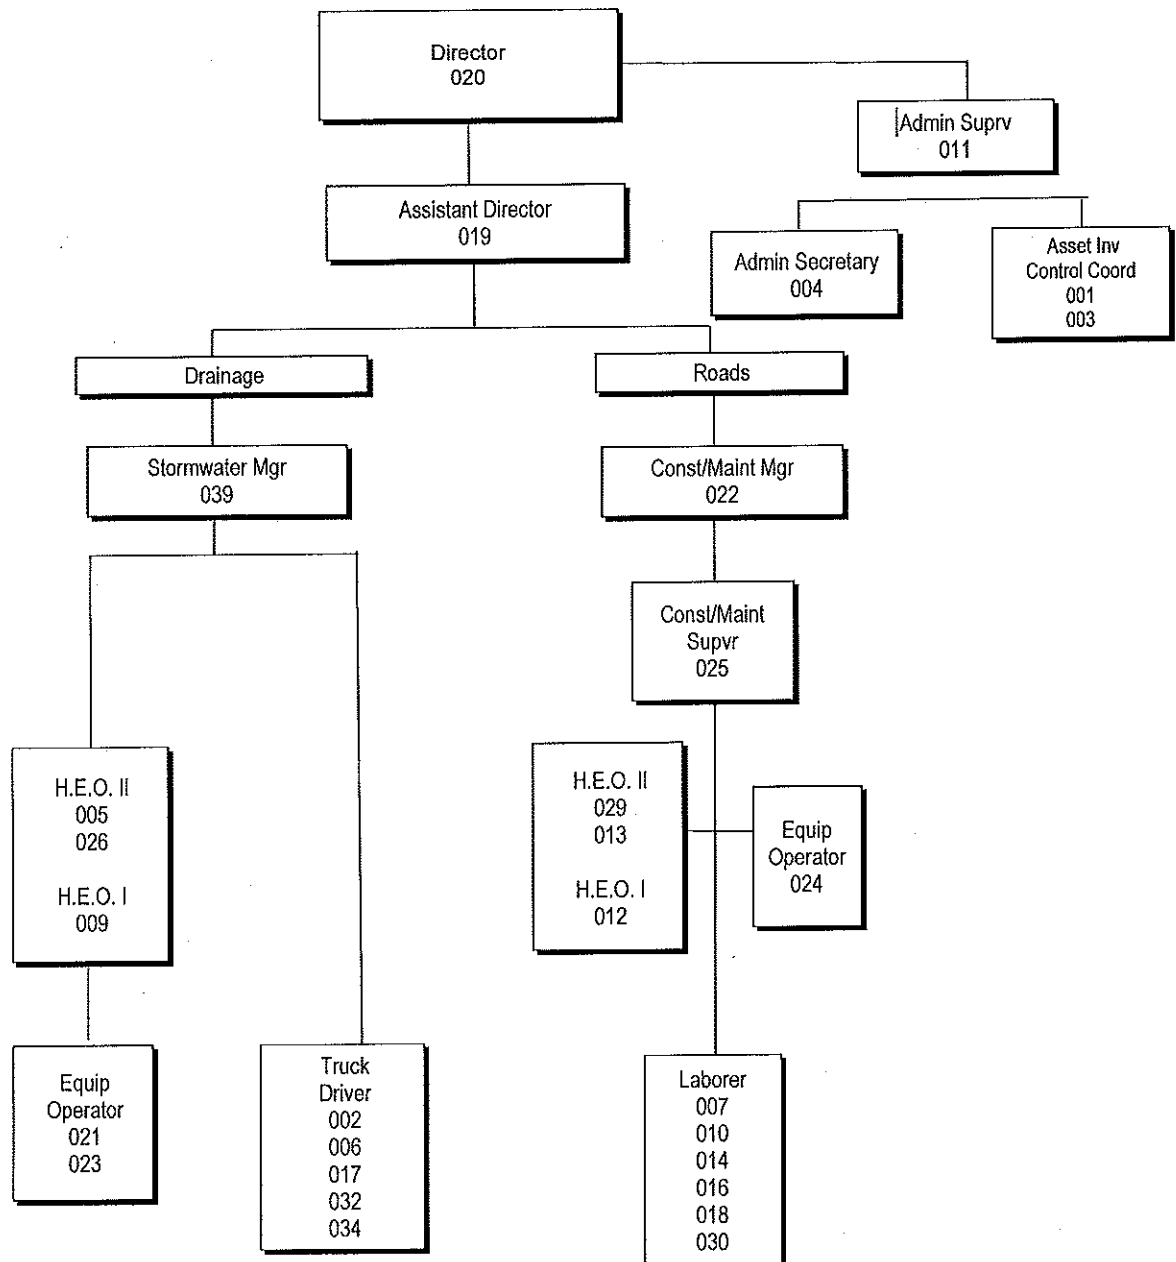 Director
020
Admin Suprv
011
Assistant Director
019
Admin Secretary
004
Asset Inv
Control Coord
001
003
Drainage
Roads
Stormwater Mgr
039
Const/Maint Mgr
022
Const/Maint
Supvr
025
H.E.O. II
005
026
H.E.O. I
009
H.E.O. II
029
013
H.E.O. I
012
Equip
Operator
024
Equip
Operator
021
023
Truck
Driver
002
006
017
032
034
Laborer
007
010
014
016
018
030